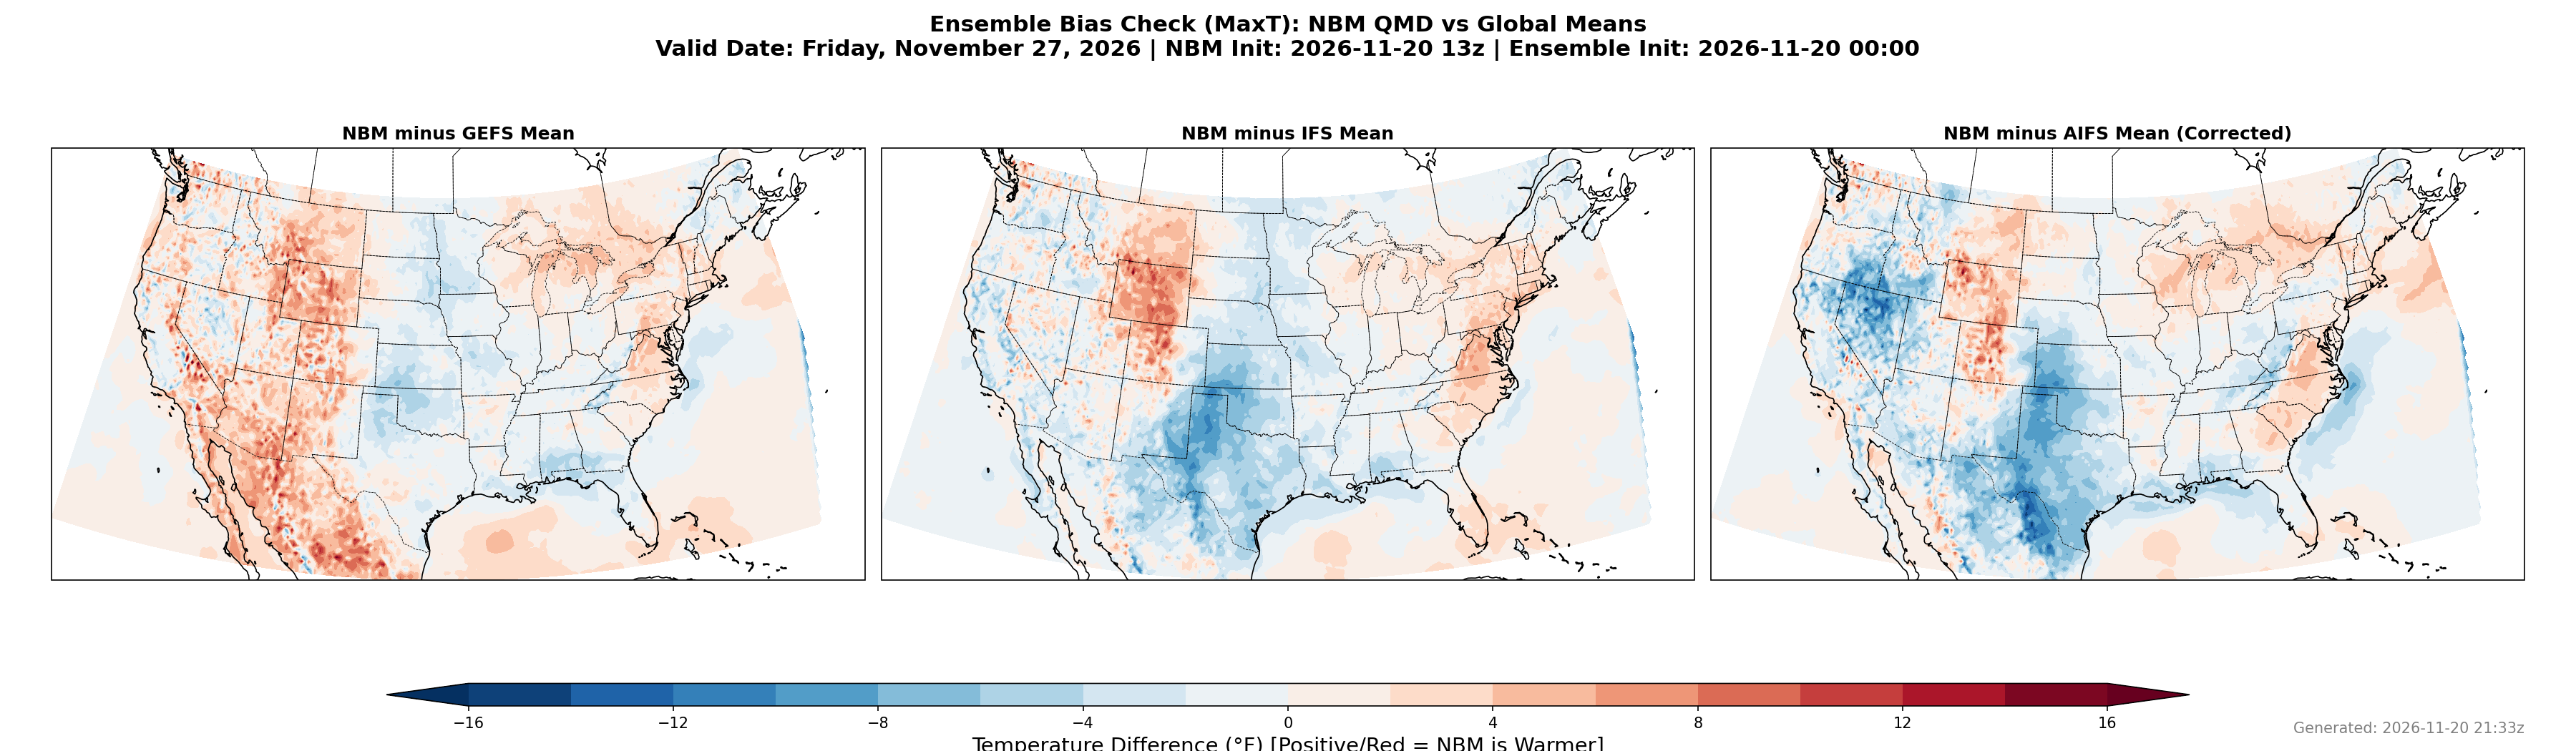 Ensemble Bias Check (MaxT): NBM QMD vs Global Means
Valid Date: Friday, November 27, 2026 | NBM Init: 2026-11-20 13z | Ensemble Init: 2026-11-20 00:00
NBM minus GEFS Mean
NBM minus IFS Mean
NBM minus AIFS Mean (Corrected)
−16 −12 −8 −4 0 4 8 12 16
Temperature Difference (°F) [Positive/Red = NBM is Warmer]
Generated: 2026-11-20 21:33z